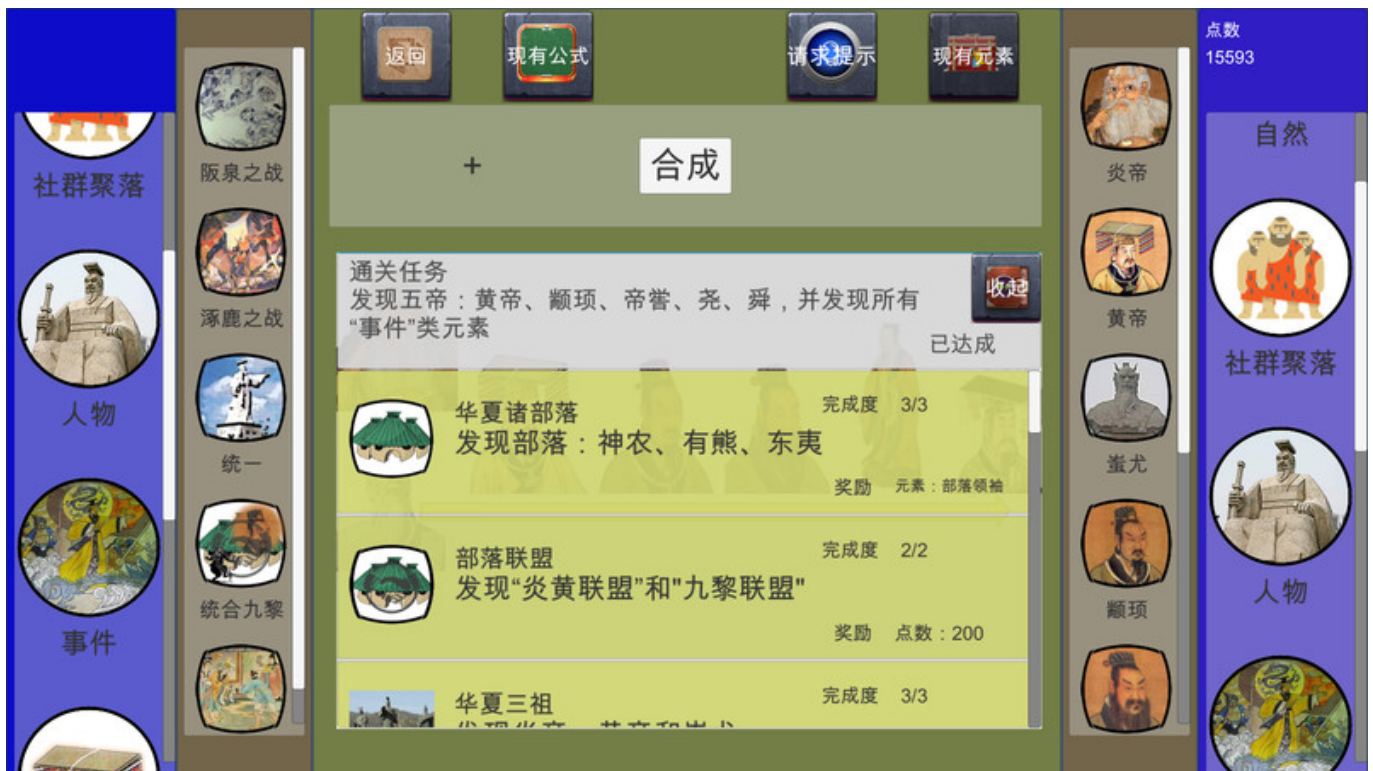 返回
现有公式
请求提示
现有元素
点数
15593
社群聚落
人物
事件
阪泉之战
涿鹿之战
统一
统合九黎
+
合成
通关任务
发现五帝：黄帝、颛顼、帝喾、尧、舜，并发现所有
“事件”类元素
已达成
收起
华夏诸部落
完成度 3/3
发现部落：神农、有熊、东夷
奖励 元素：部落领袖
部落联盟
完成度 2/2
发现“炎黄联盟”和"九黎联盟"
奖励 点数：200
华夏三祖
完成度 3/3
炎帝
黄帝
蚩尤
颛顼
自然
社群聚落
人物